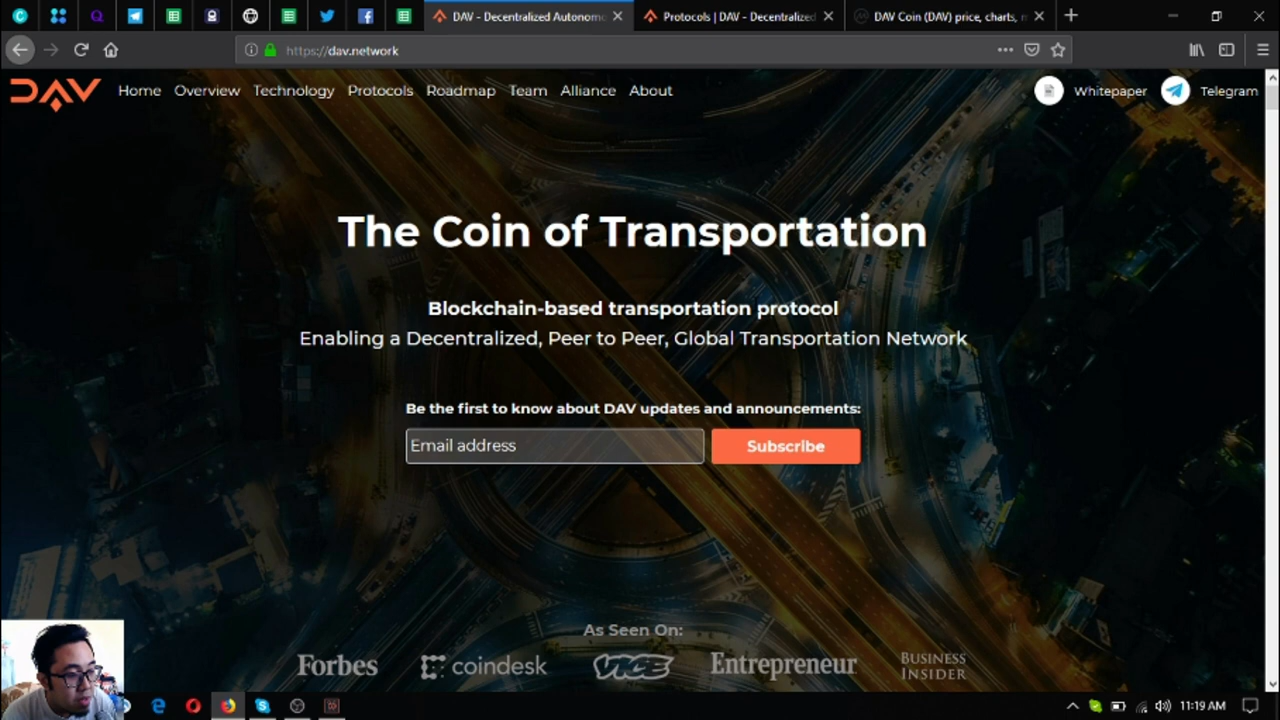 DAV - Decentralized Autonomo
Protocols | DAV - Decentralized
DAV Coin (DAV) price, charts, m
https://dav.network
DAV
Home Overview Technology Protocols Roadmap Team Alliance About
Whitepaper Telegram
The Coin of Transportation
Blockchain-based transportation protocol
Enabling a Decentralized, Peer to Peer, Global Transportation Network
Be the first to know about DAV updates and announcements:
Email address Subscribe
As Seen On:
Forbes coindesk VICE Entrepreneur BUSINESS
INSIDER
11:19 AM